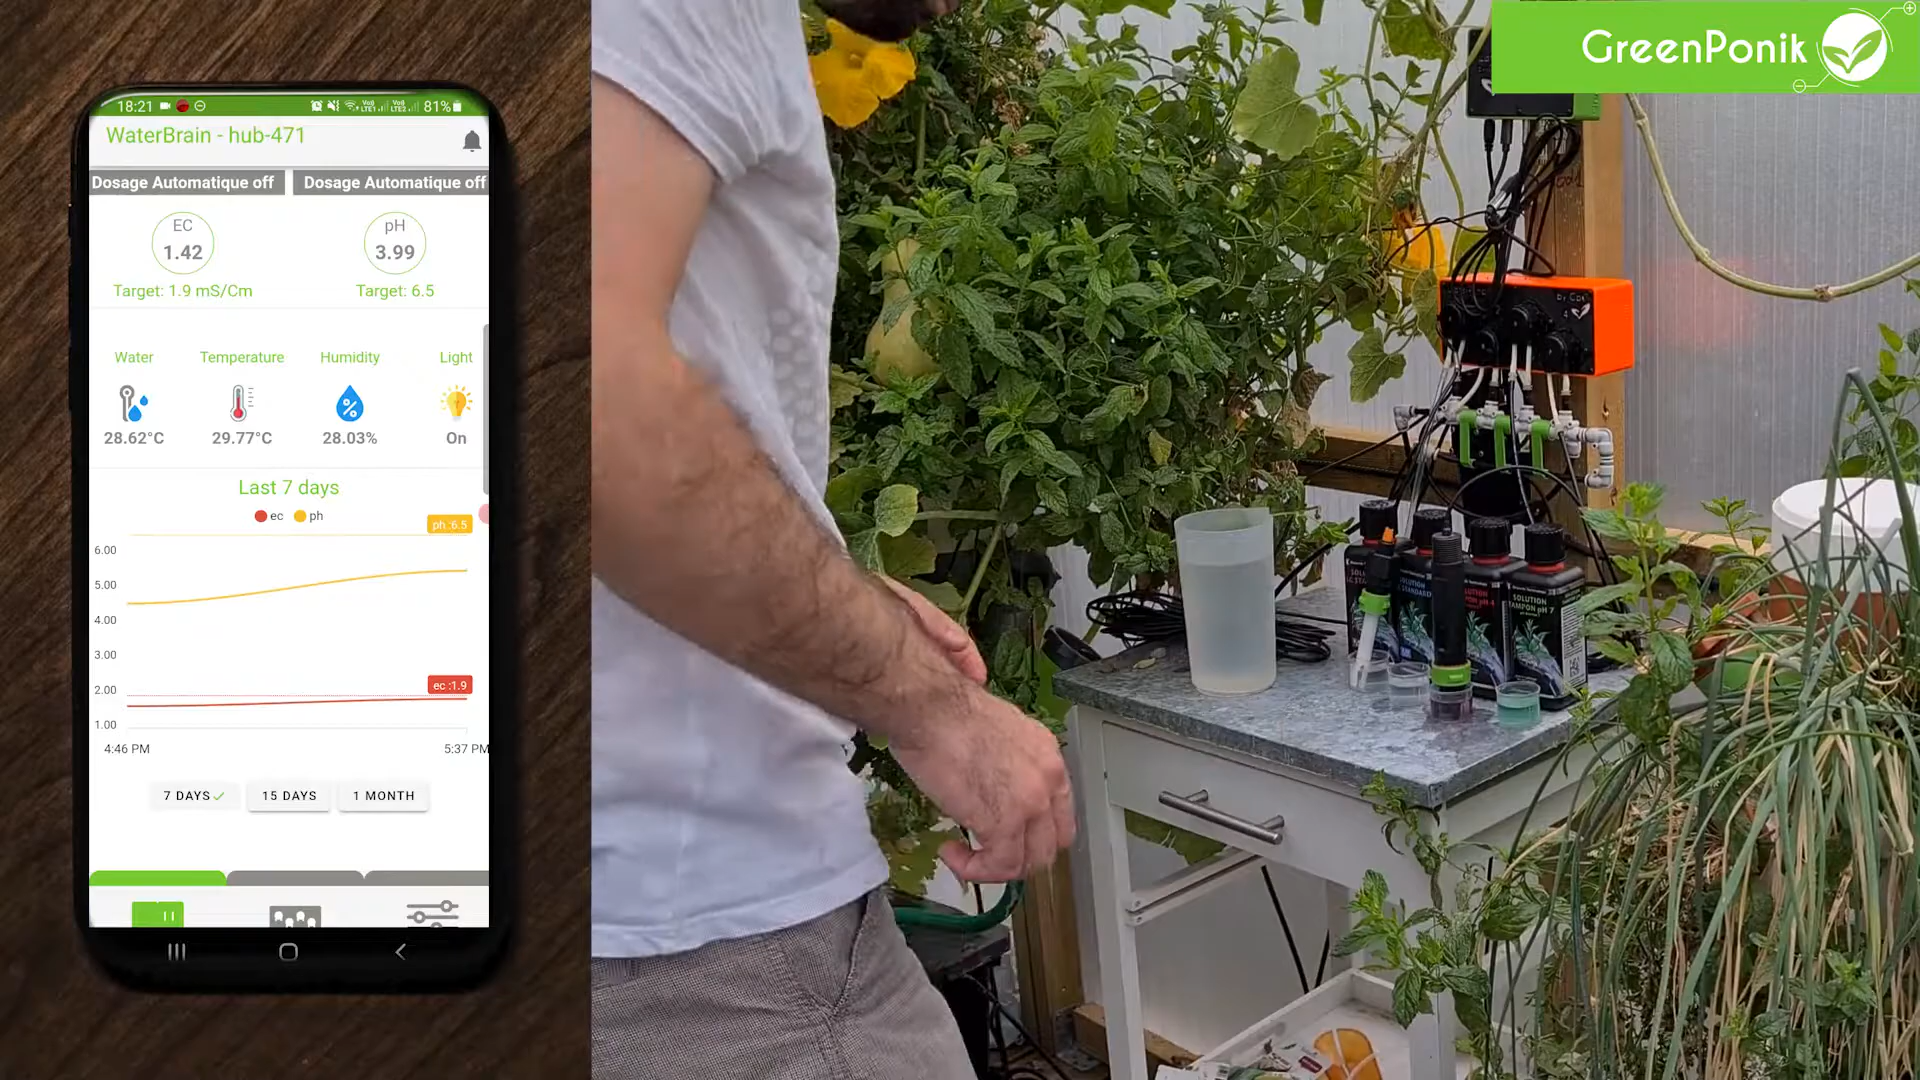 GreenPonik
18:21
81%
WaterBrain - hub-471
Dosage Automatique off
Dosage Automatique off
EC
1.42
pH
3.99
Target: 1.9 mS/Cm
Target: 6.5
Water
Temperature
Humidity
Light
28.62°C
29.77°C
28.03%
On
Last 7 days
ec
ph
ph :6.5
6.00
5.00
4.00
3.00
2.00
1.00
ec :1.9
4:46 PM
5:37 PM
7 DAYS
15 DAYS
1 MONTH
SOLUTION
STANDARD
SOLUTION
TAMPON pH 7